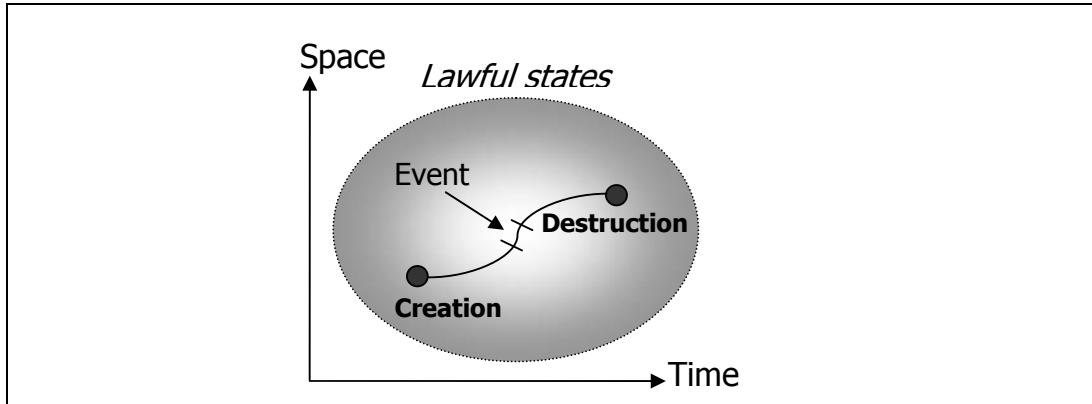 Space
Lawful states
Event
Destruction
Creation
Time